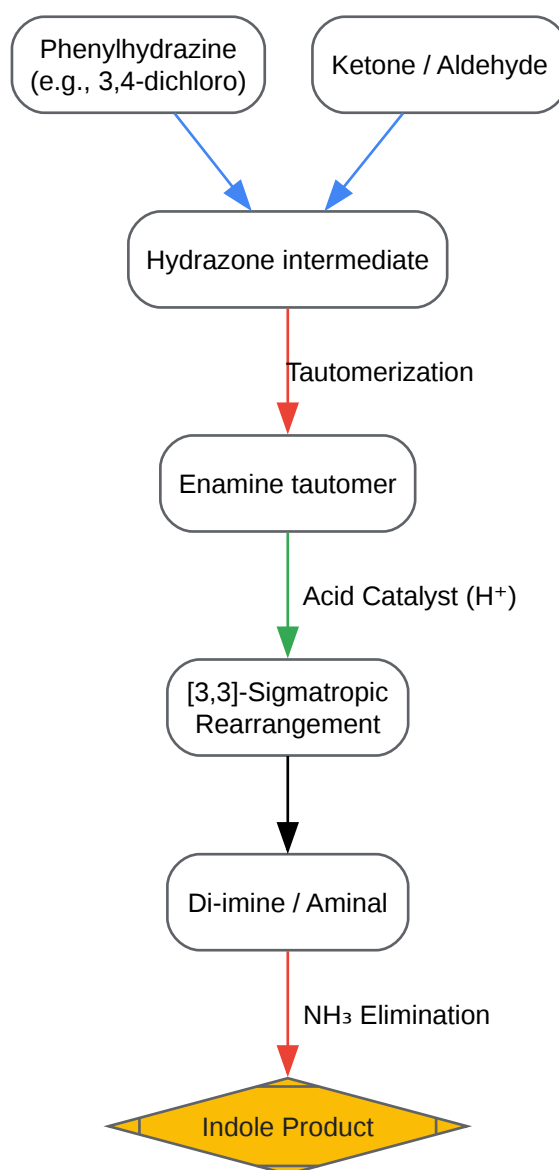 Phenylhydrazine
(e.g., 3,4-dichloro)
Ketone / Aldehyde
Hydrazone intermediate
Tautomerization
Enamine tautomer
Acid Catalyst (H⁺)
[3,3]-Sigmatropic
Rearrangement
Di-imine / Aminal
NH₃ Elimination
Indole Product